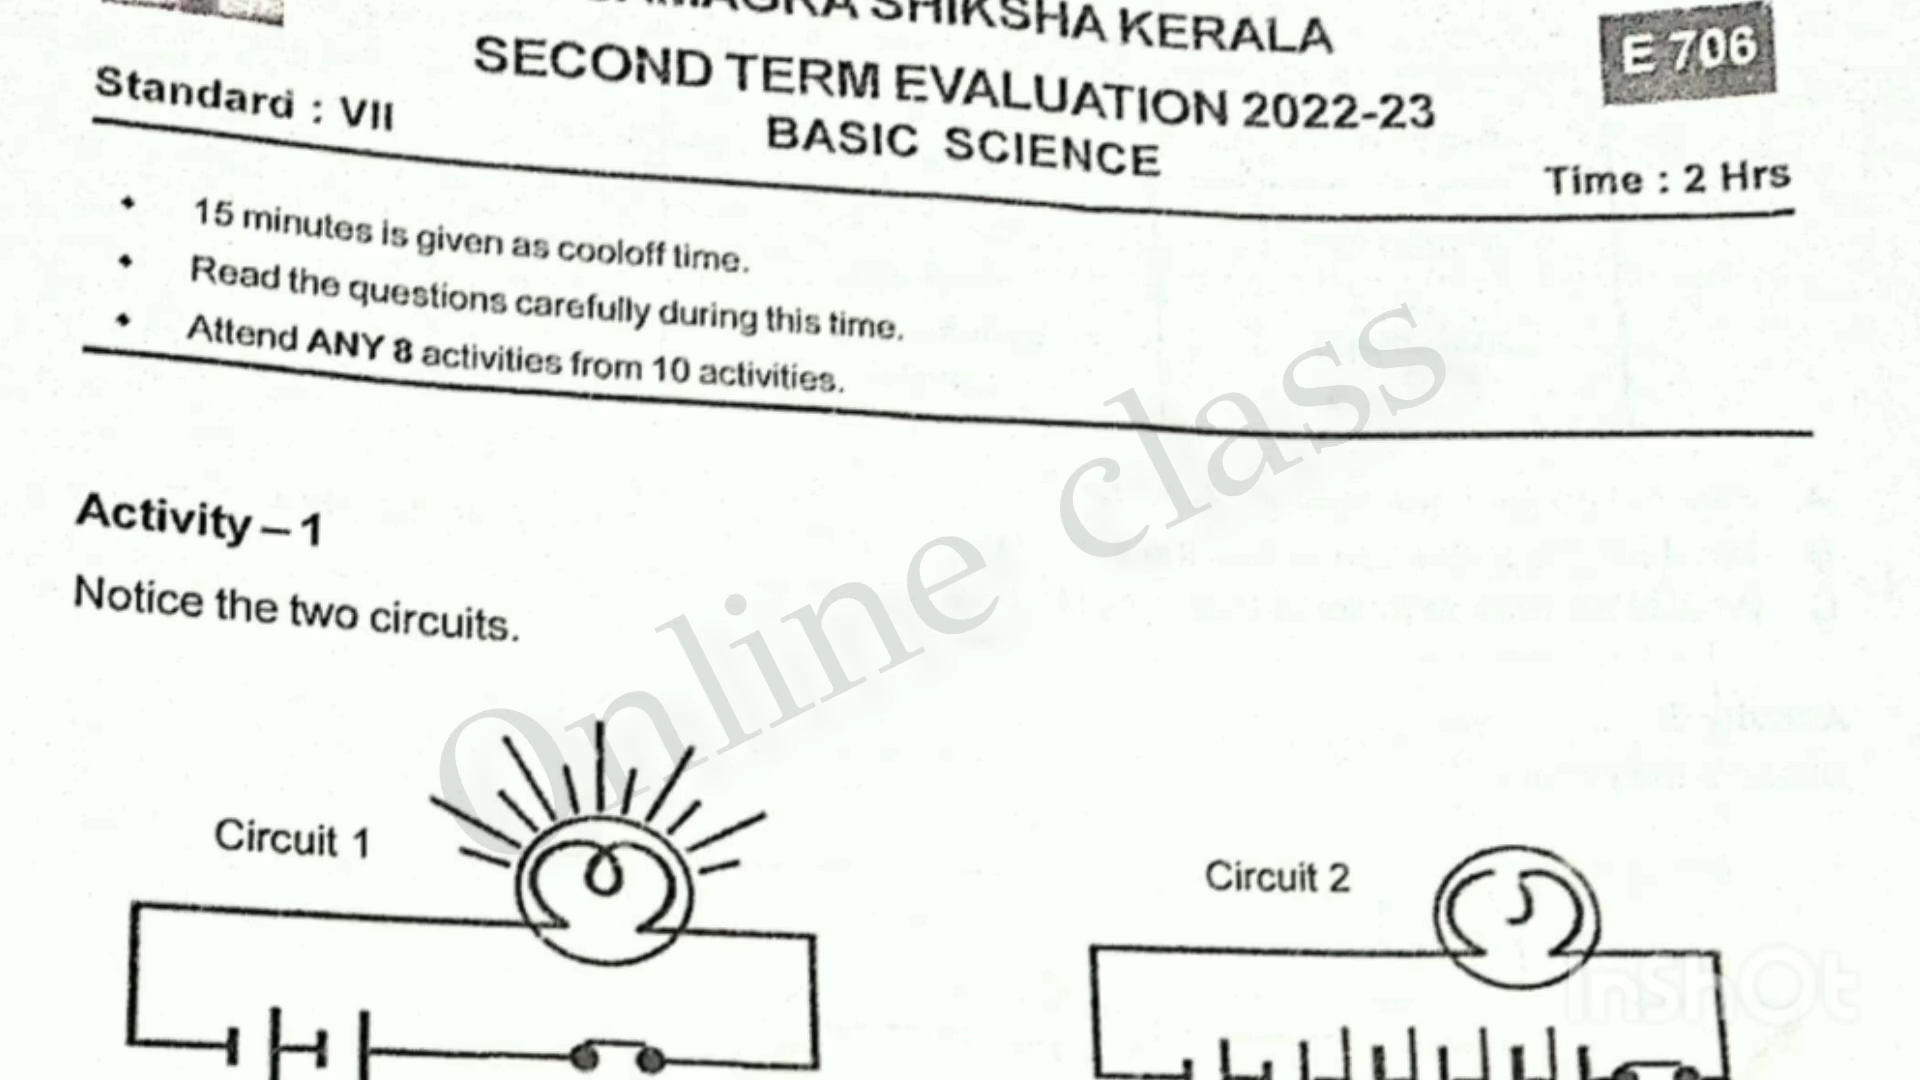 SHIKSHA KERALA
SECOND TERM EVALUATION 2022-23
BASIC SCIENCE
E 706
Standard : VII
Time : 2 Hrs
15 minutes is given as cooloff time.
Read the questions carefully during this time.
Attend ANY 8 activities from 10 activities.
Activity – 1
Notice the two circuits.
Circuit 1
Circuit 2
Online class
InShOt